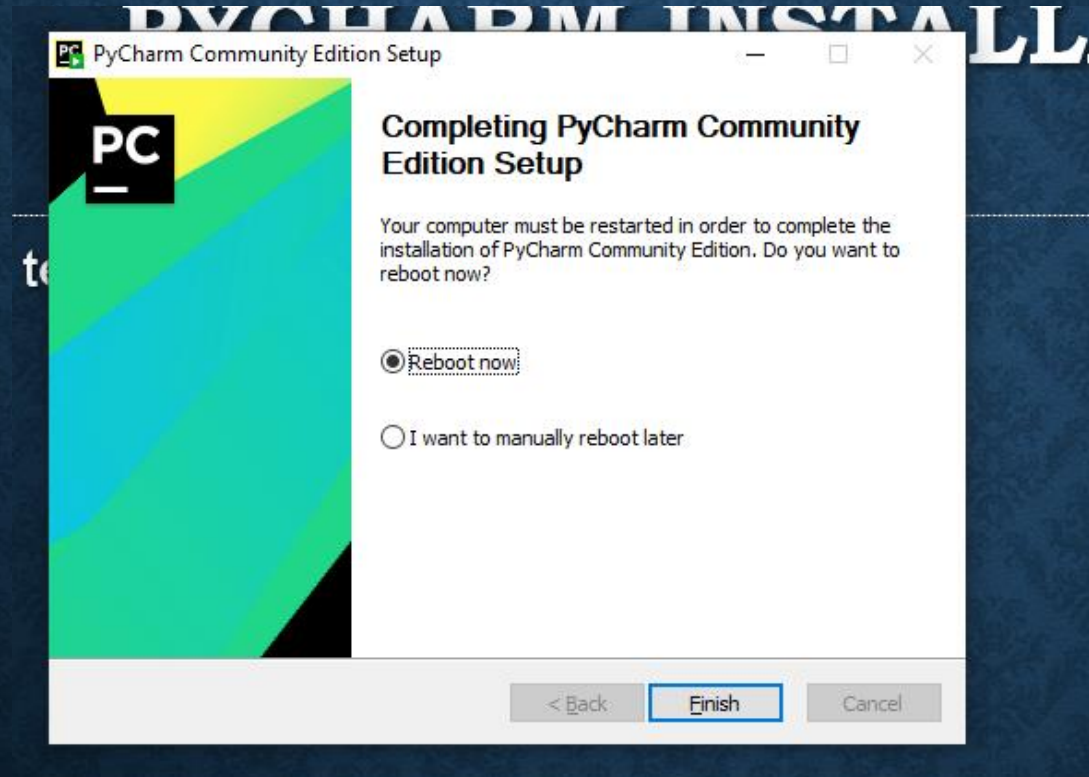 PYCHARM INSTALL
PyCharm Community Edition Setup
PC
Completing PyCharm Community
Edition Setup
Your computer must be restarted in order to complete the
installation of PyCharm Community Edition. Do you want to
reboot now?
Reboot now
I want to manually reboot later
< Back
Finish
Cancel